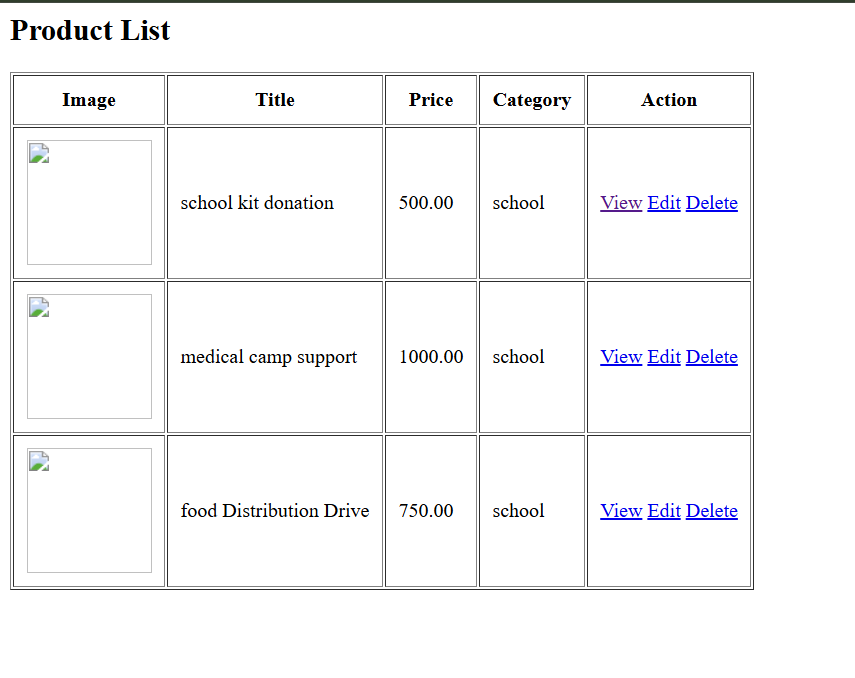 Product List
Image Title Price Category Action
school kit donation 500.00 school View Edit Delete
medical camp support 1000.00 school View Edit Delete
food Distribution Drive 750.00 school View Edit Delete